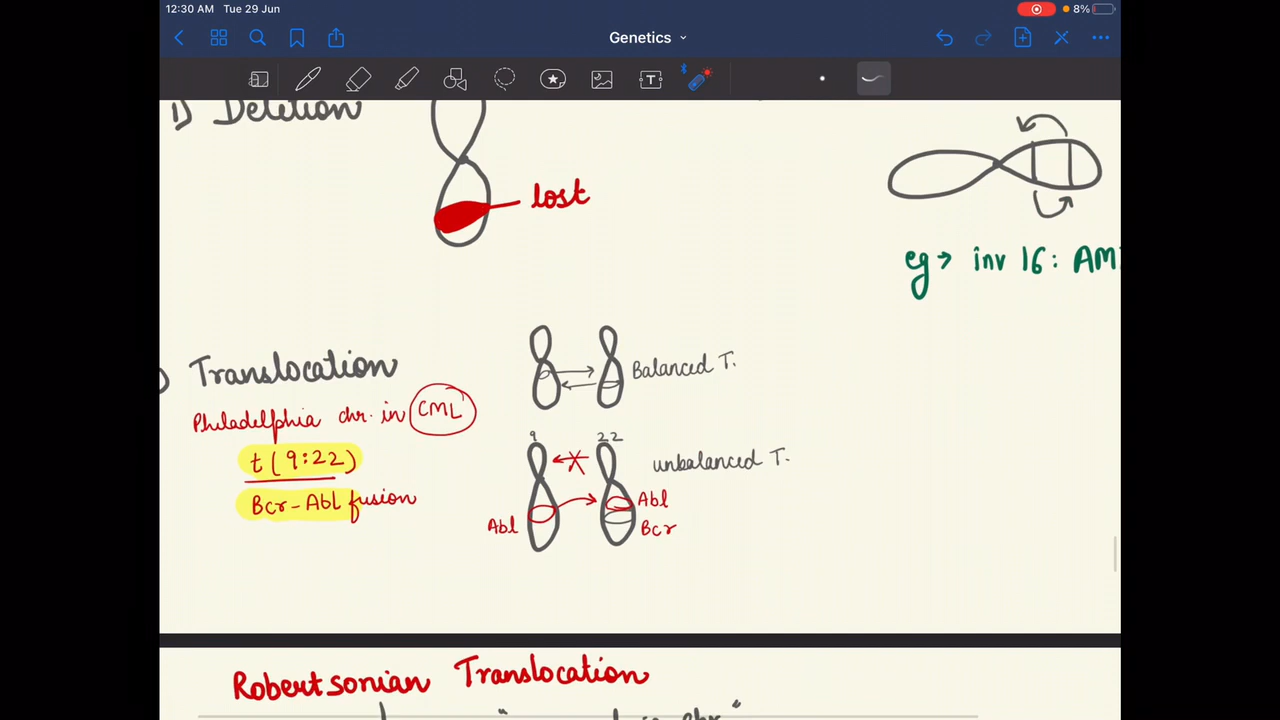 12:30 AM Tue 29 Jun
8%
Genetics
1) Deletion
lost
eg → inv 16: AM
Translocation
Balanced T.
Philadelphia chr. in CML
t(9:22)
Bcr-Abl fusion
9 22
unbalanced T.
Abl
Abl
Bcr
Robertsonian Translocation